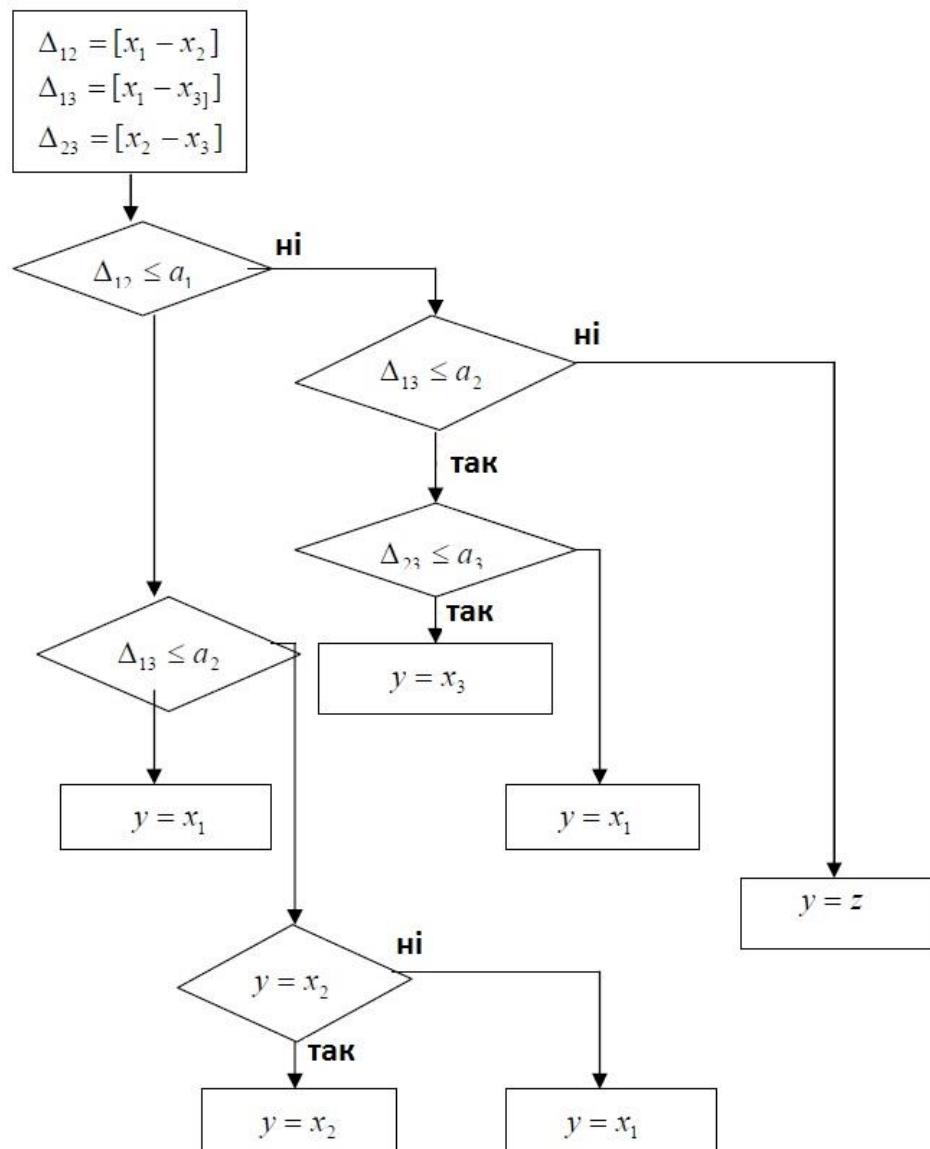 Δ₁₂ = [x₁ − x₂]
Δ₁₃ = [x₁ − x₃]]
Δ₂₃ = [x₂ − x₃]
ні
Δ₁₂ ≤ a₁
ні
Δ₁₃ ≤ a₂
так
Δ₂₃ ≤ a₃
так
Δ₁₃ ≤ a₂
y = x₃
y = x₁
y = x₁
y = z
ні
y = x₂
так
y = x₂
y = x₁